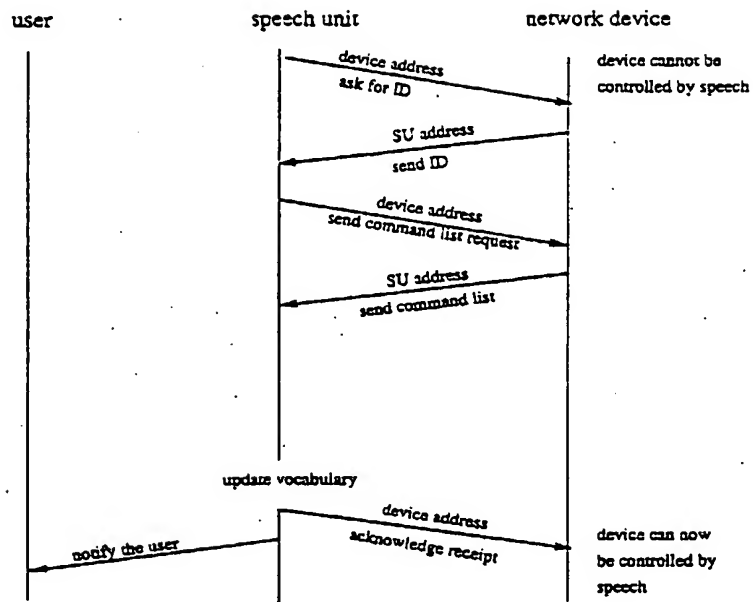 user
speech unit
network device
device address
ask for ID
device cannot be
controlled by speech
SU address
send ID
device address
send command list request
SU address
send command list
update vocabulary
device address
acknowledge receipt
notify the user
device can now
be controlled by
speech